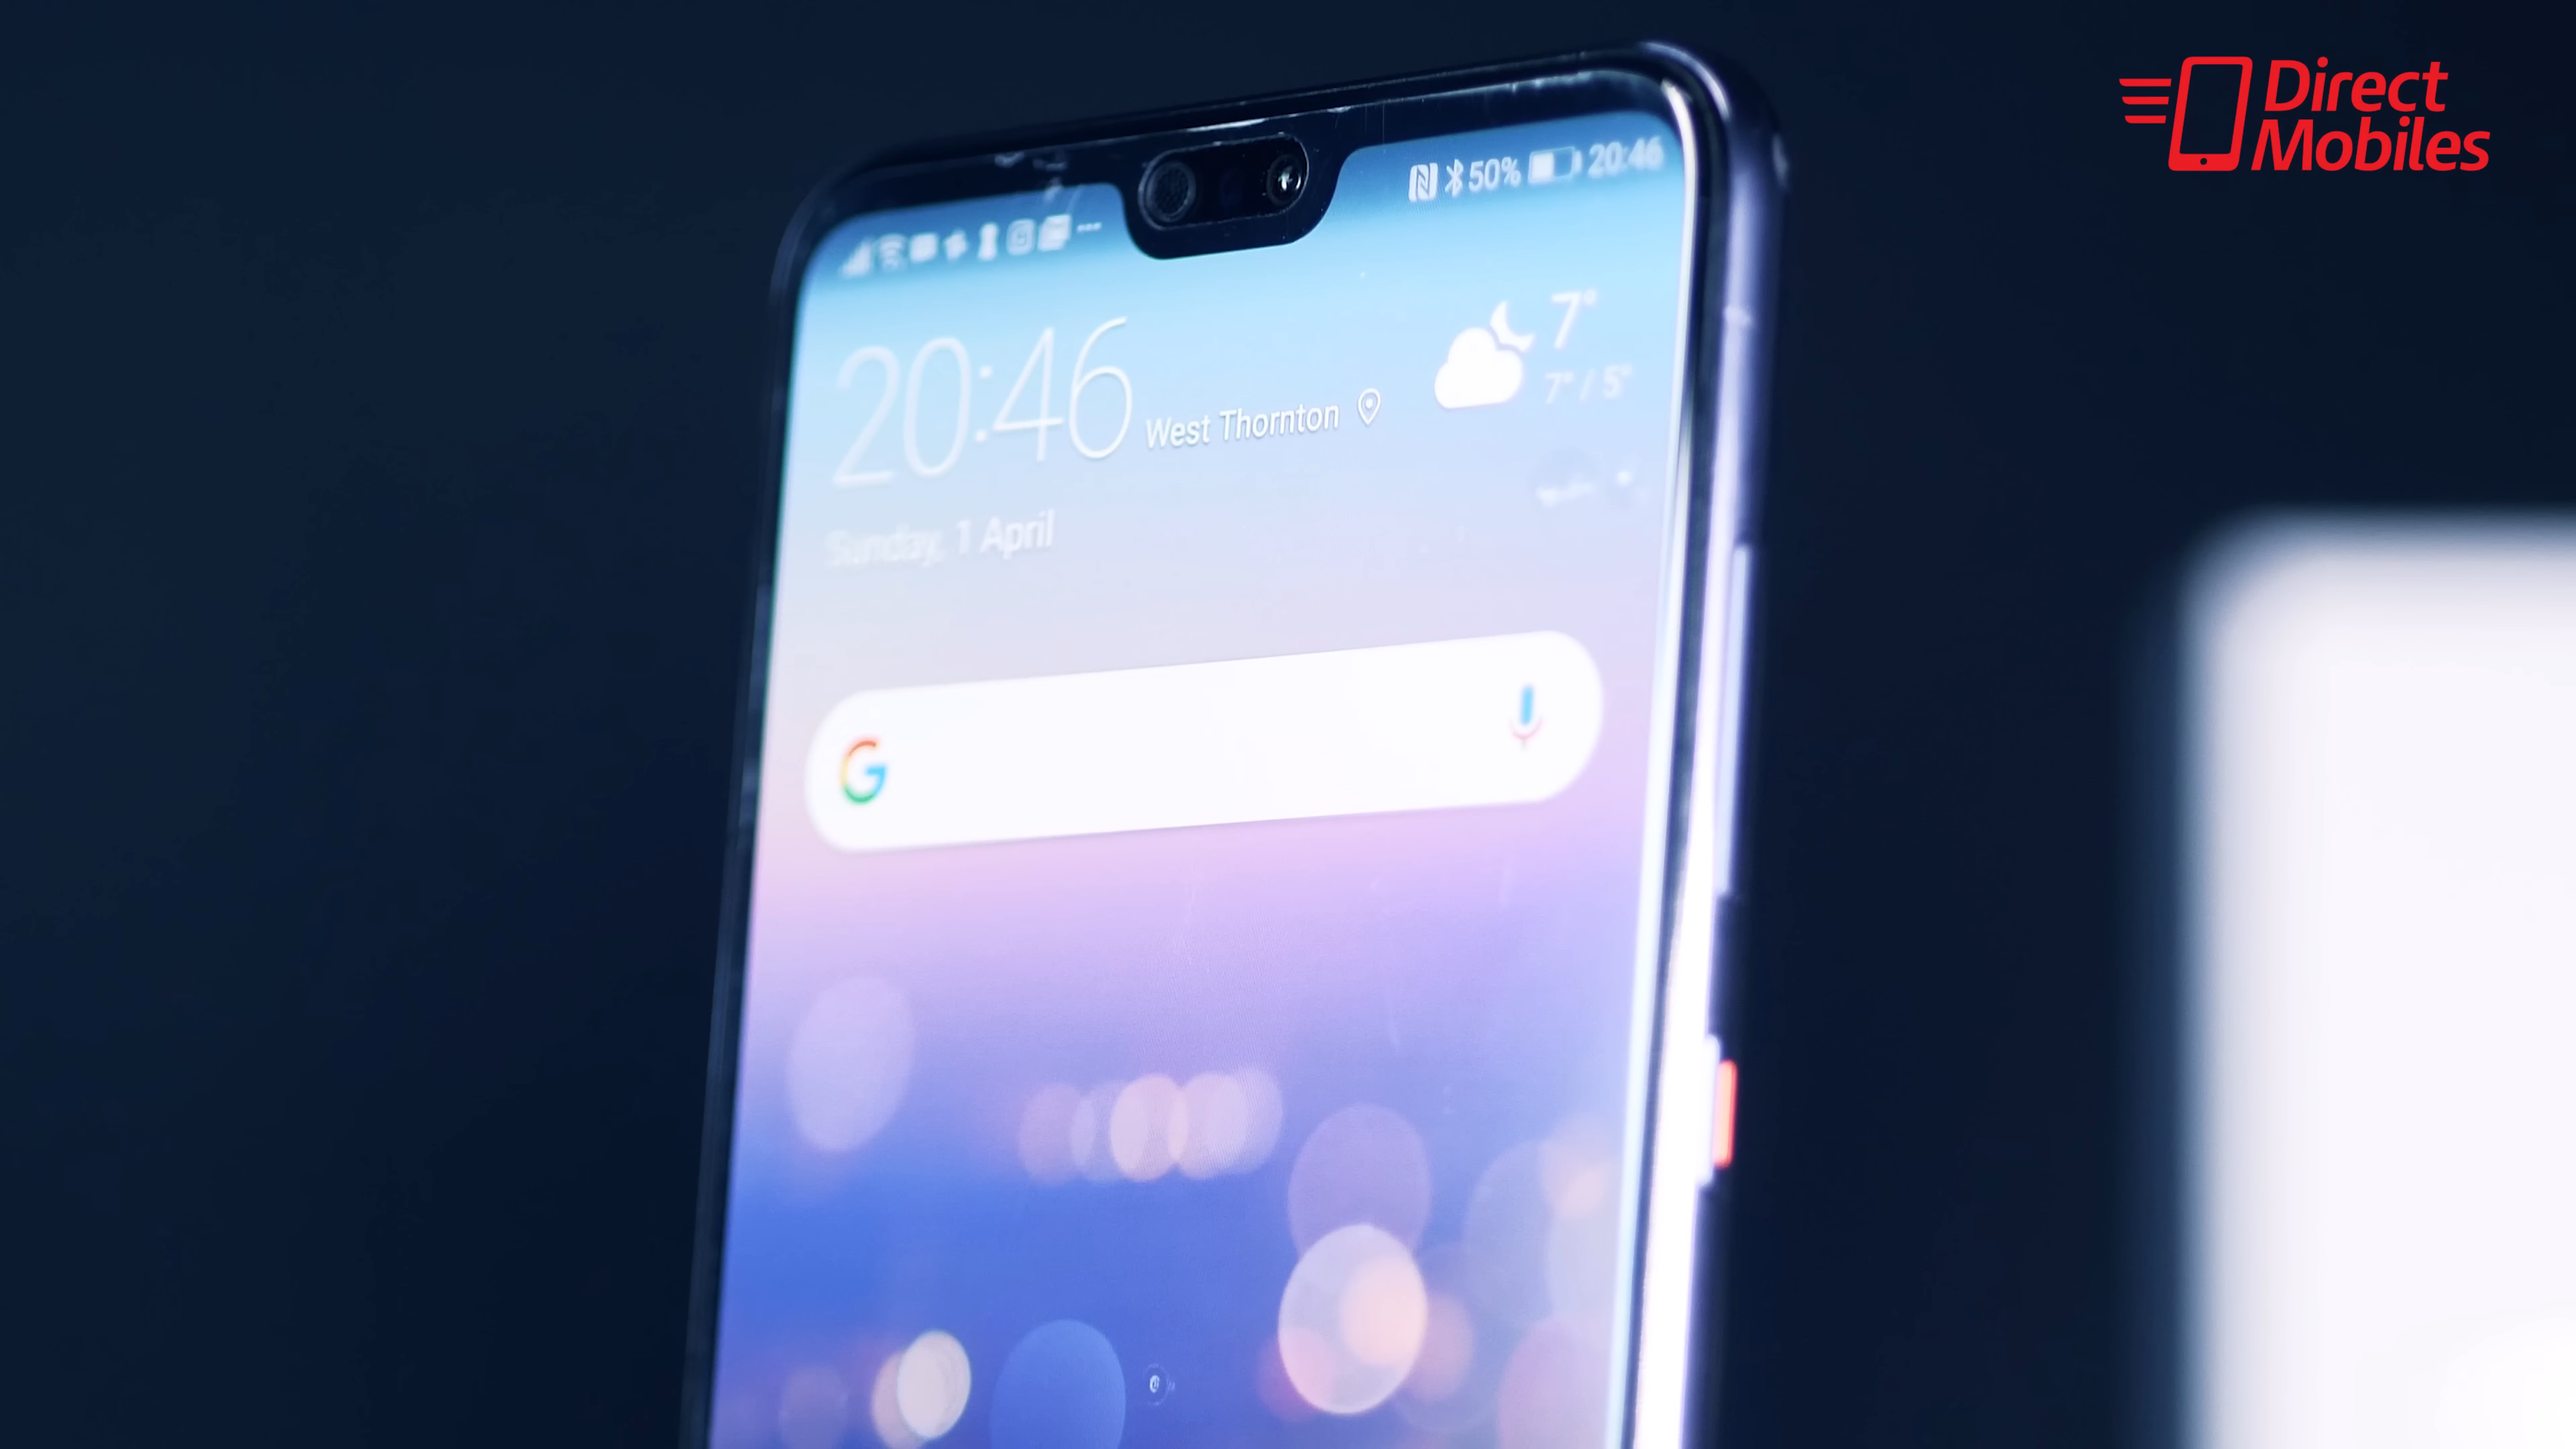 Direct
Mobiles
50% 20:46
20:46
West Thornton
7°
7° / 5°
Sunday, 1 April
G